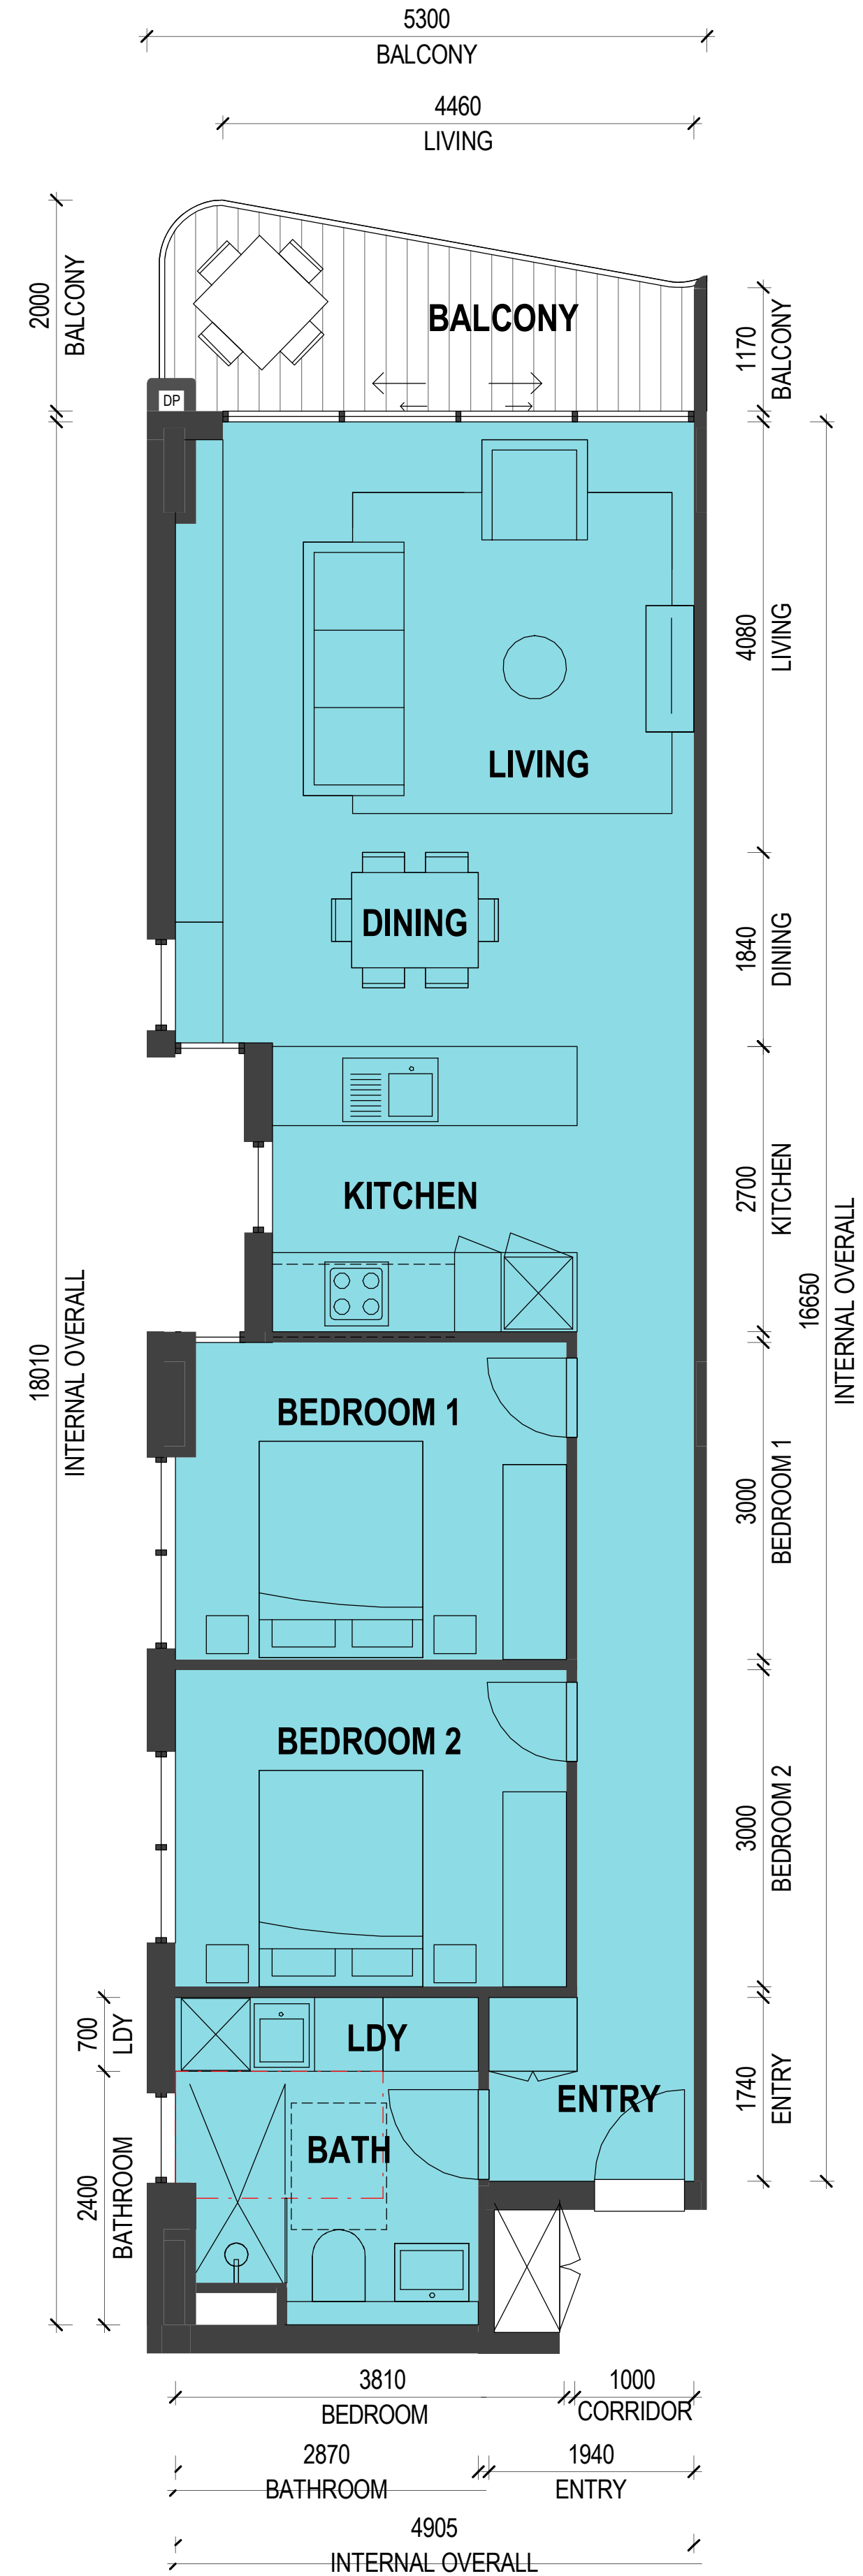 5300
BALCONY
4460
LIVING
2000
BALCONY
BALCONY
1170
BALCONY
DP
4080
LIVING
LIVING
DINING
1840
DINING
KITCHEN
2700
KITCHEN
18010
INTERNAL OVERALL
16650
INTERNAL OVERALL
BEDROOM 1
3000
BEDROOM 1
BEDROOM 2
3000
BEDROOM 2
700
LDY
LDY
ENTRY
1740
ENTRY
BATH
2400
BATHROOM
3810
BEDROOM
1000
CORRIDOR
2870
BATHROOM
1940
ENTRY
4905
INTERNAL OVERALL